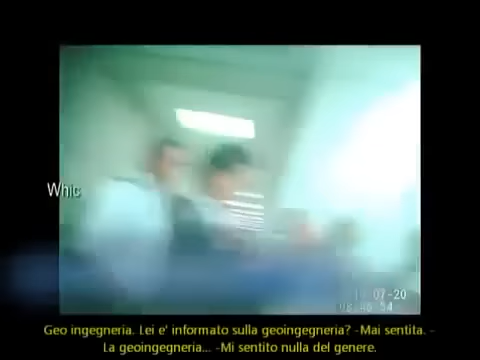 Whic
07-20
Geo ingegneria. Lei e' informato sulla geoingegneria? -Mai sentita. -
La geoingegneria... -Mi sentito nulla del genere.